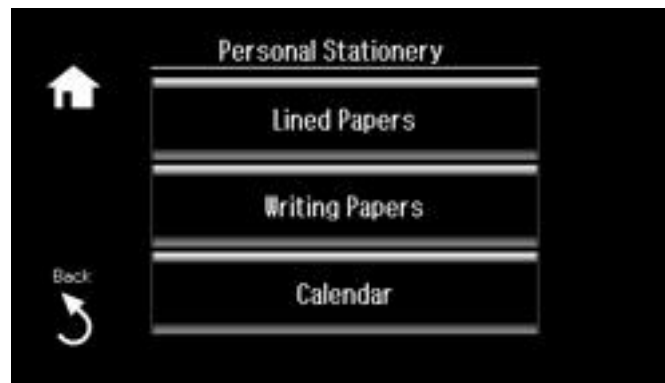 Personal Stationery
Lined Papers
Writing Papers
Back
Calendar